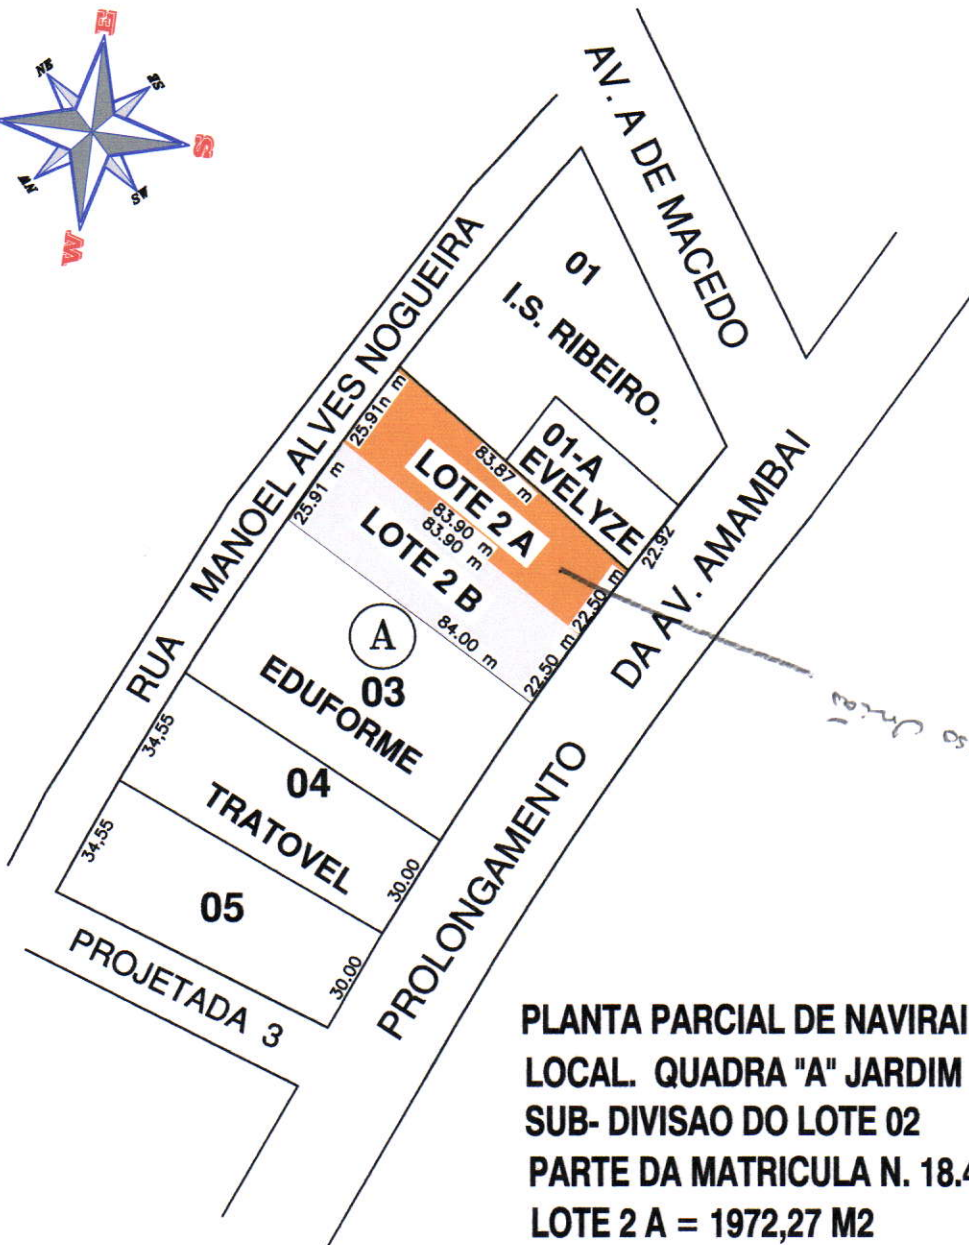 E
NE
SE
S
NW
SW
W
AV. A DE MACEDO
RUA MANOEL ALVES NOGUEIRA
01
I.S. RIBEIRO.
01-A
EVELYZE
22.92
25.91n m
83.87 m
LOTE 2 A
83.90 m
22,50 m
25.91 m
83.90 m
LOTE 2 B
84.00 m
22,50 m
A
03
EDUFORME
34,55
04
TRATOVEL
30.00
34,55
05
30.00
PROJETADA 3
PROLONGAMENTO DA AV. AMAMBAI
PLANTA PARCIAL DE NAVIRAI
LOCAL. QUADRA "A" JARDIM
SUB- DIVISAO DO LOTE 02
PARTE DA MATRICULA N. 18.4
LOTE 2 A = 1972,27 M2